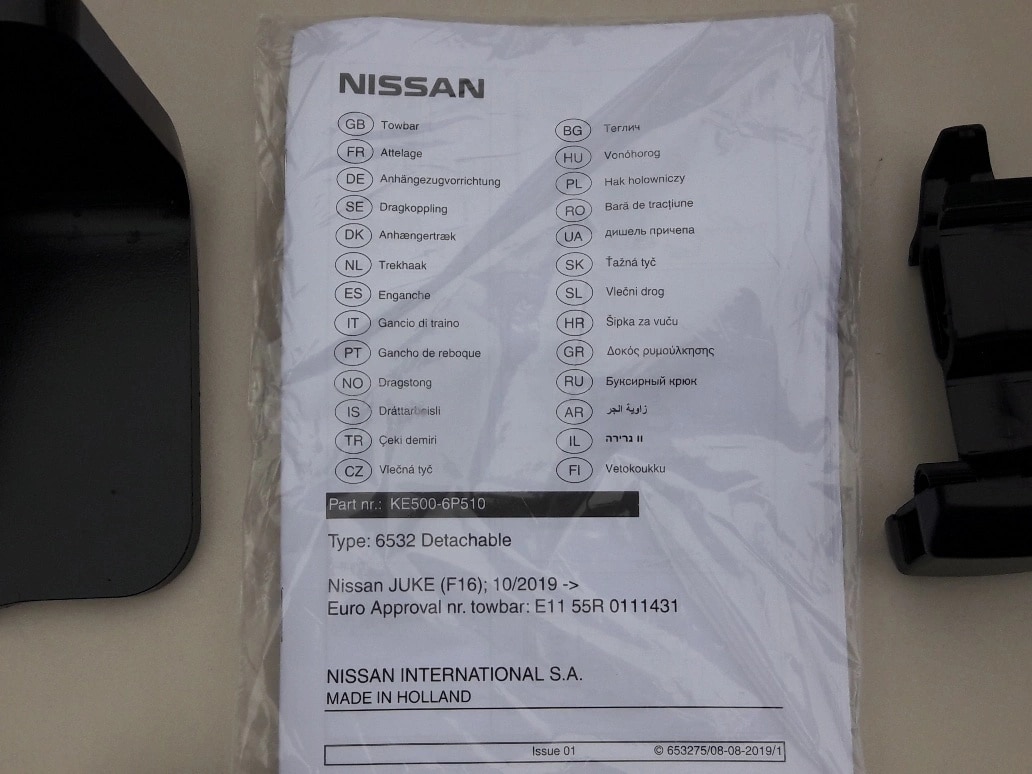 NISSAN
GB Towbar
FR Attelage
DE Anhängezugvorrichtung
SE Dragkoppling
DK Anhængertræk
NL Trekhaak
ES Enganche
IT Gancio di traino
PT Gancho de reboque
NO Dragstong
IS Dráttarbeisli
TR Çeki demiri
CZ Vlečná tyč
BG Теглич
HU Vonóhorog
PL Hak holowniczy
RO Bară de tracțiune
UA дишель причепа
SK Ťažná tyč
SL Vlečni drog
HR Šipka za vuču
GR Δοκός ρυμούλκησης
RU Буксирный крюк
AR زاوية الجر
IL וו גרירה
FI Vetokoukku
Part nr.: KE500-6P510
Type: 6532 Detachable
Nissan JUKE (F16); 10/2019 ->
Euro Approval nr. towbar: E11 55R 0111431
NISSAN INTERNATIONAL S.A.
MADE IN HOLLAND
Issue 01 © 653275/08-08-2019/1